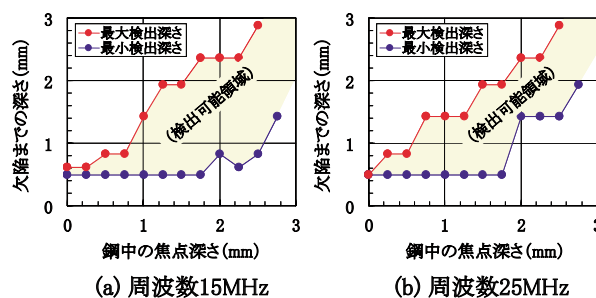 3
最大検出深さ
最小検出深さ
2
1
0
欠陥までの深さ(mm)
(検出可能領域)
0
1
2
3
鋼中の焦点深さ(mm)
(a) 周波数15MHz
3
最大検出深さ
最小検出深さ
2
1
0
欠陥までの深さ(mm)
(検出可能領域)
0
1
2
3
鋼中の焦点深さ(mm)
(b) 周波数25MHz